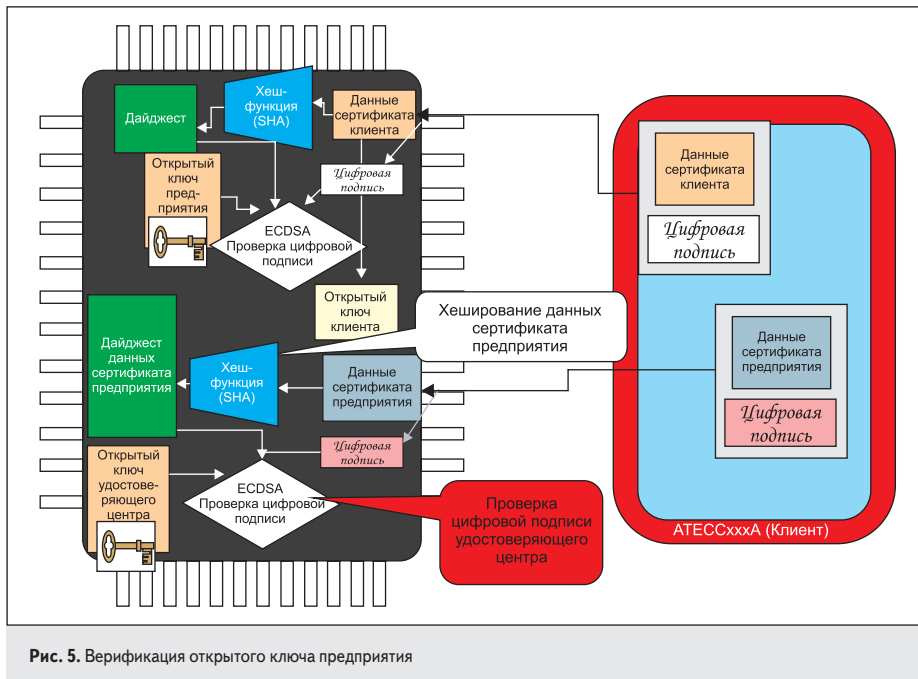 Дайджест
Хеш-
функция
(SHA)
Данные
сертификата
клиента
Открытый
ключ
пред-
приятия
Цифровая
подпись
ECDSA
Проверка цифровой
подписи
Открытый
ключ
клиента
Хеширование данных
сертификата
предприятия
Дайджест
данных
сертификата
предприятия
Хеш-
функция
(SHA)
Данные
сертификата
предприятия
Цифровая
подпись
Открытый
ключ
удостове-
ряющего
центра
ECDSA
Проверка цифровой
подписи
Проверка
цифровой подписи
удостоверяющего
центра
Данные
сертификата
клиента
Цифровая
подпись
Данные
сертификата
предприятия
Цифровая
подпись
ATECCxxxA (Клиент)
Рис. 5. Верификация открытого ключа предприятия